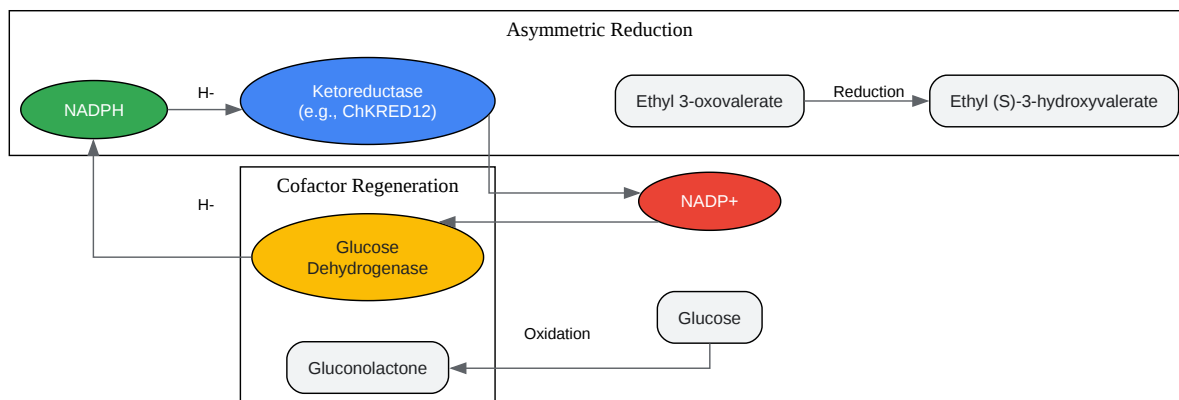 Asymmetric Reduction
NADPH
H-
Ketoreductase
(e.g., ChKRED12)
Ethyl 3-oxovalerate
Reduction
Ethyl (S)-3-hydroxyvalerate
Cofactor Regeneration
H-
NADP+
Glucose
Dehydrogenase
Glucose
Oxidation
Gluconolactone